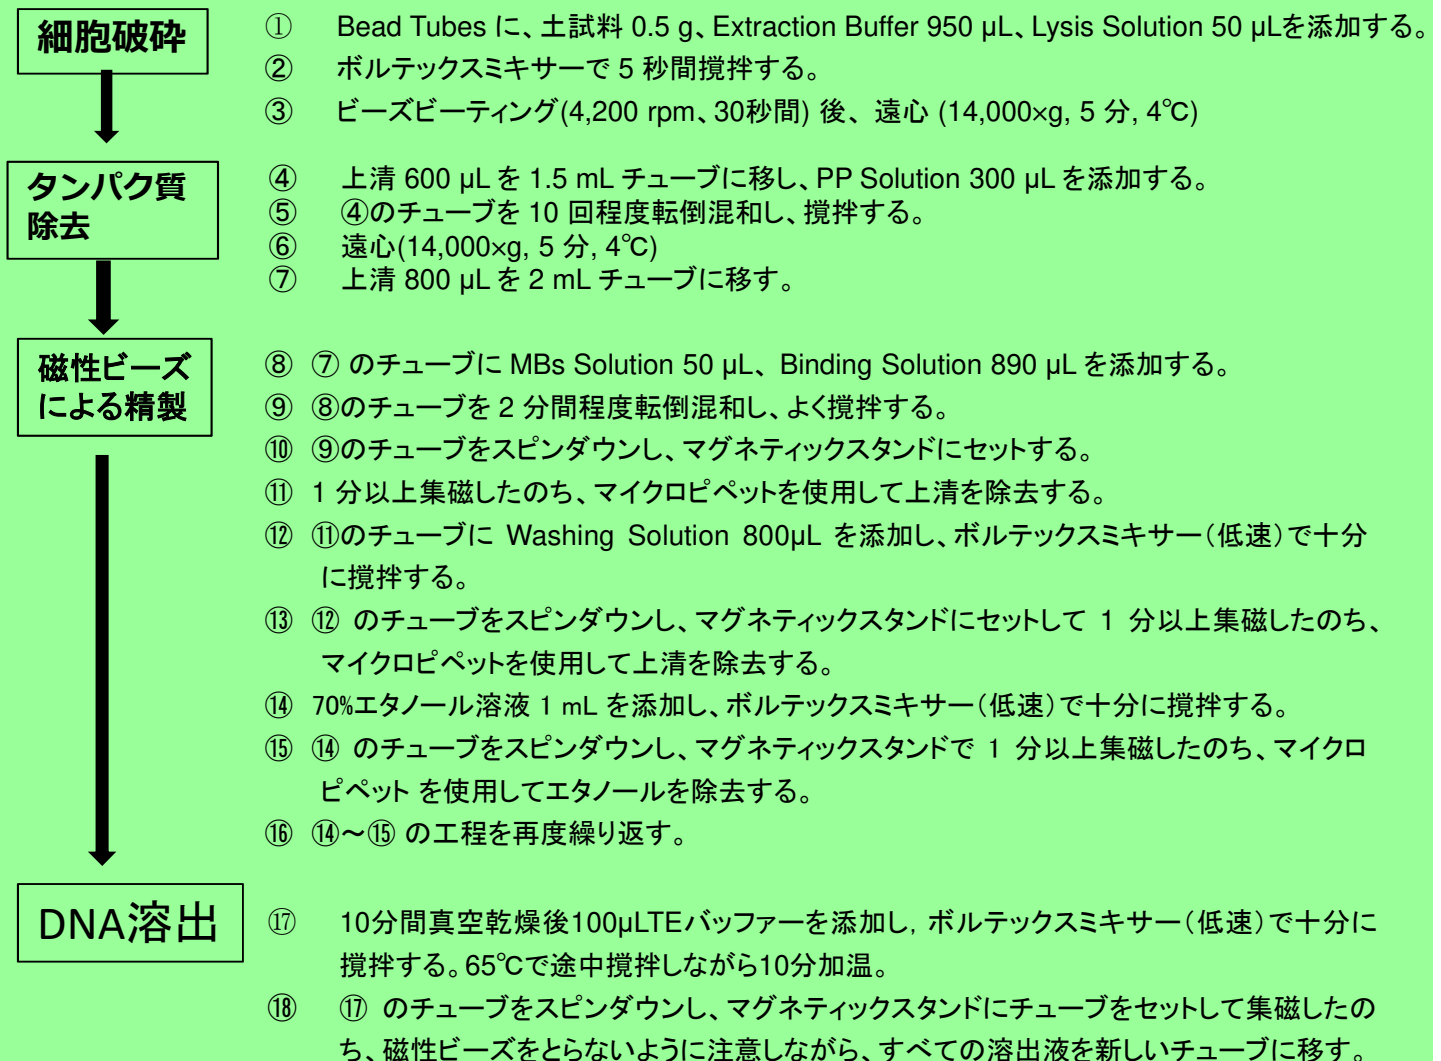 細胞破砕
① Bead Tubes に、土試料 0.5 g、Extraction Buffer 950 µL、Lysis Solution 50 µLを添加する。
② ボルテックスミキサーで 5 秒間撹拌する。
③ ビーズビーティング(4,200 rpm、30秒間) 後、遠心 (14,000×g, 5 分, 4℃)
タンパク質
除去
④ 上清 600 µL を 1.5 mL チューブに移し、PP Solution 300 µL を添加する。
⑤ ④のチューブを 10 回程度転倒混和し、撹拌する。
⑥ 遠心(14,000×g, 5 分, 4℃)
⑦ 上清 800 µL を 2 mL チューブに移す。
磁性ビーズ
による精製
⑧ ⑦ のチューブに MBs Solution 50 µL、Binding Solution 890 µL を添加する。
⑨ ⑧のチューブを 2 分間程度転倒混和し、よく撹拌する。
⑩ ⑨のチューブをスピンダウンし、マグネティックスタンドにセットする。
⑪ 1 分以上集磁したのち、マイクロピペットを使用して上清を除去する。
⑫ ⑪のチューブに Washing Solution 800µL を添加し、ボルテックスミキサー（低速）で十分
に撹拌する。
⑬ ⑫ のチューブをスピンダウンし、マグネティックスタンドにセットして 1 分以上集磁したのち、
マイクロピペットを使用して上清を除去する。
⑭ 70%エタノール溶液 1 mL を添加し、ボルテックスミキサー（低速）で十分に撹拌する。
⑮ ⑭ のチューブをスピンダウンし、マグネティックスタンドで 1 分以上集磁したのち、マイクロ
ピペット を使用してエタノールを除去する。
⑯ ⑭～⑮ の工程を再度繰り返す。
DNA溶出
⑰ 10分間真空乾燥後100µLTEバッファーを添加し，ボルテックスミキサー（低速）で十分に
撹拌する。65℃で途中撹拌しながら10分加温。
⑱ ⑰ のチューブをスピンダウンし、マグネティックスタンドにチューブをセットして集磁したの
ち、磁性ビーズをとらないように注意しながら、すべての溶出液を新しいチューブに移す。